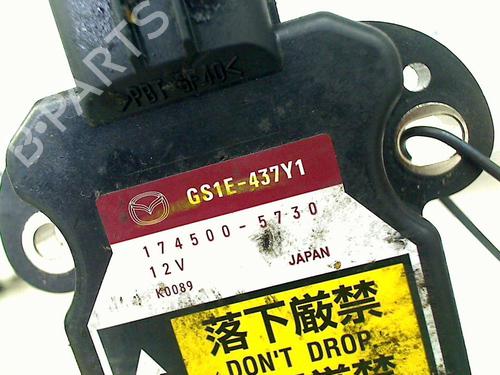 >PBT GF40<
B-PARTS
GS1E-437Y1
174500-5730
12V JAPAN
K0089
落下厳禁
DON'T DROP